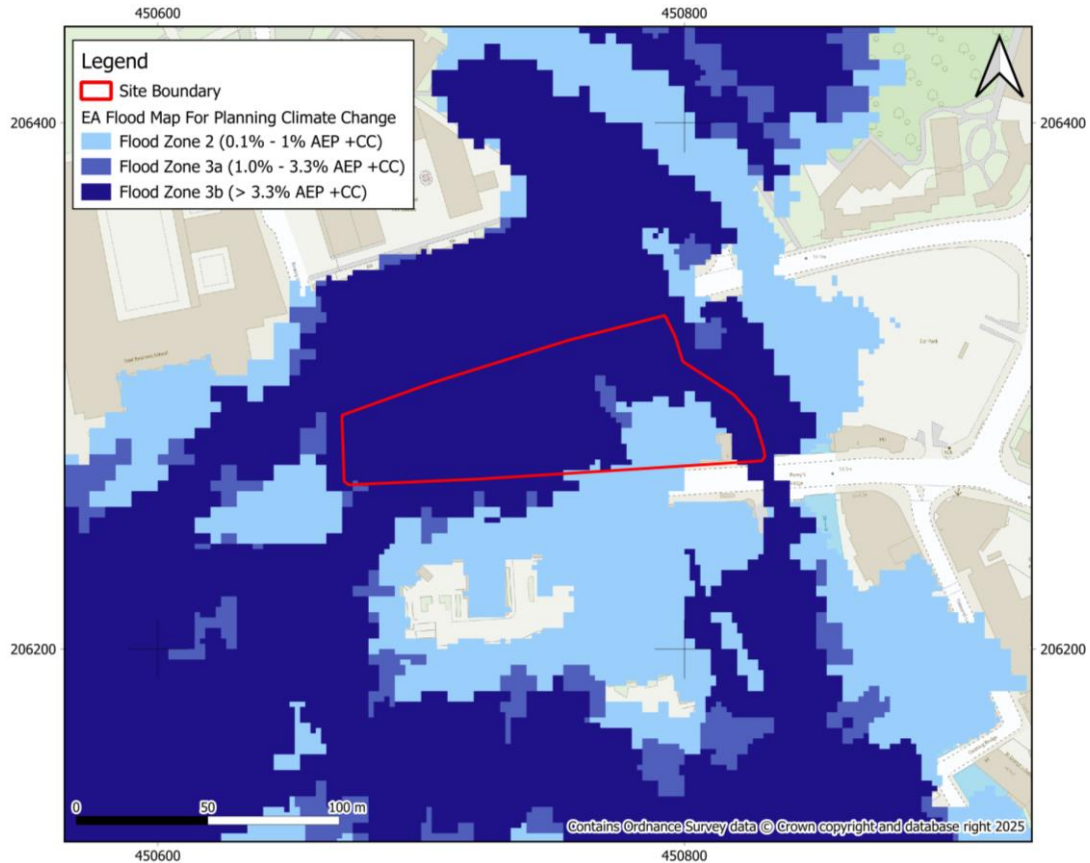 450600
450800
Legend
Site Boundary
EA Flood Map For Planning Climate Change
Flood Zone 2 (0.1% - 1% AEP +CC)
Flood Zone 3a (1.0% - 3.3% AEP +CC)
Flood Zone 3b (> 3.3% AEP +CC)
206400
206400
Car Park
206200
206200
0
50
100 m
Contains Ordnance Survey data © Crown copyright and database right 2025
450600
450800